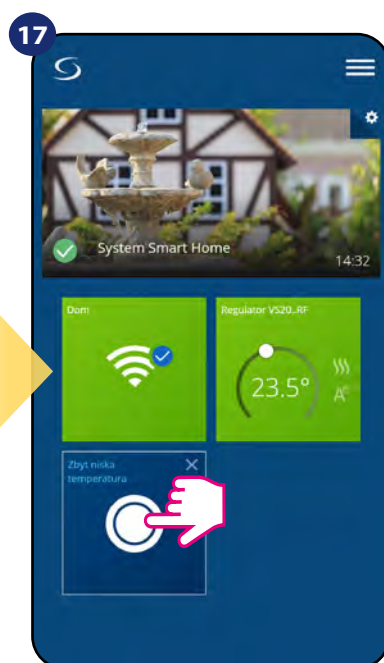 17
System Smart Home
14:32
Dom
Regulator VS20..RF
23.5°
A
Zbyt niska
temperatura